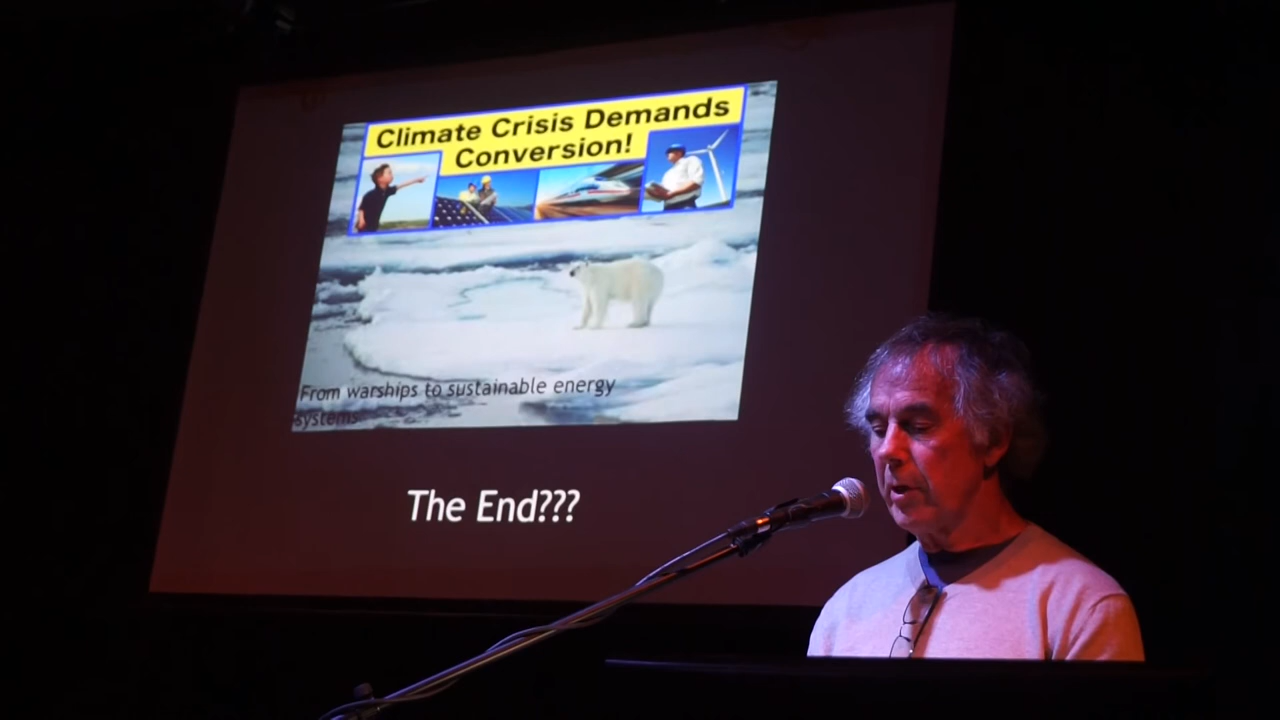 Climate Crisis Demands
Conversion!
From warships to sustainable energy
systems
The End???